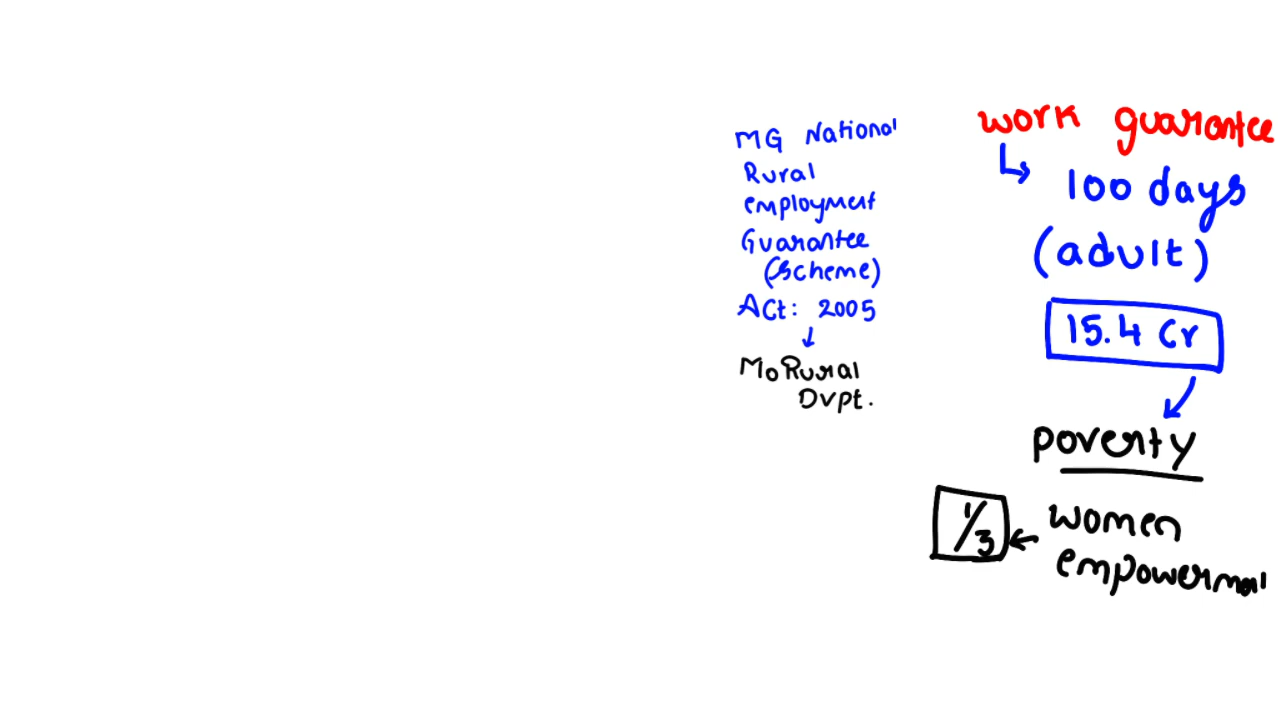 MG National
Rural
employment
Guarantee
(Scheme)
Act: 2005
MoRural
Dvpt.
work guarantee
100 days
(adult)
15.4 Cr
poverty
1/3
women
empowerment